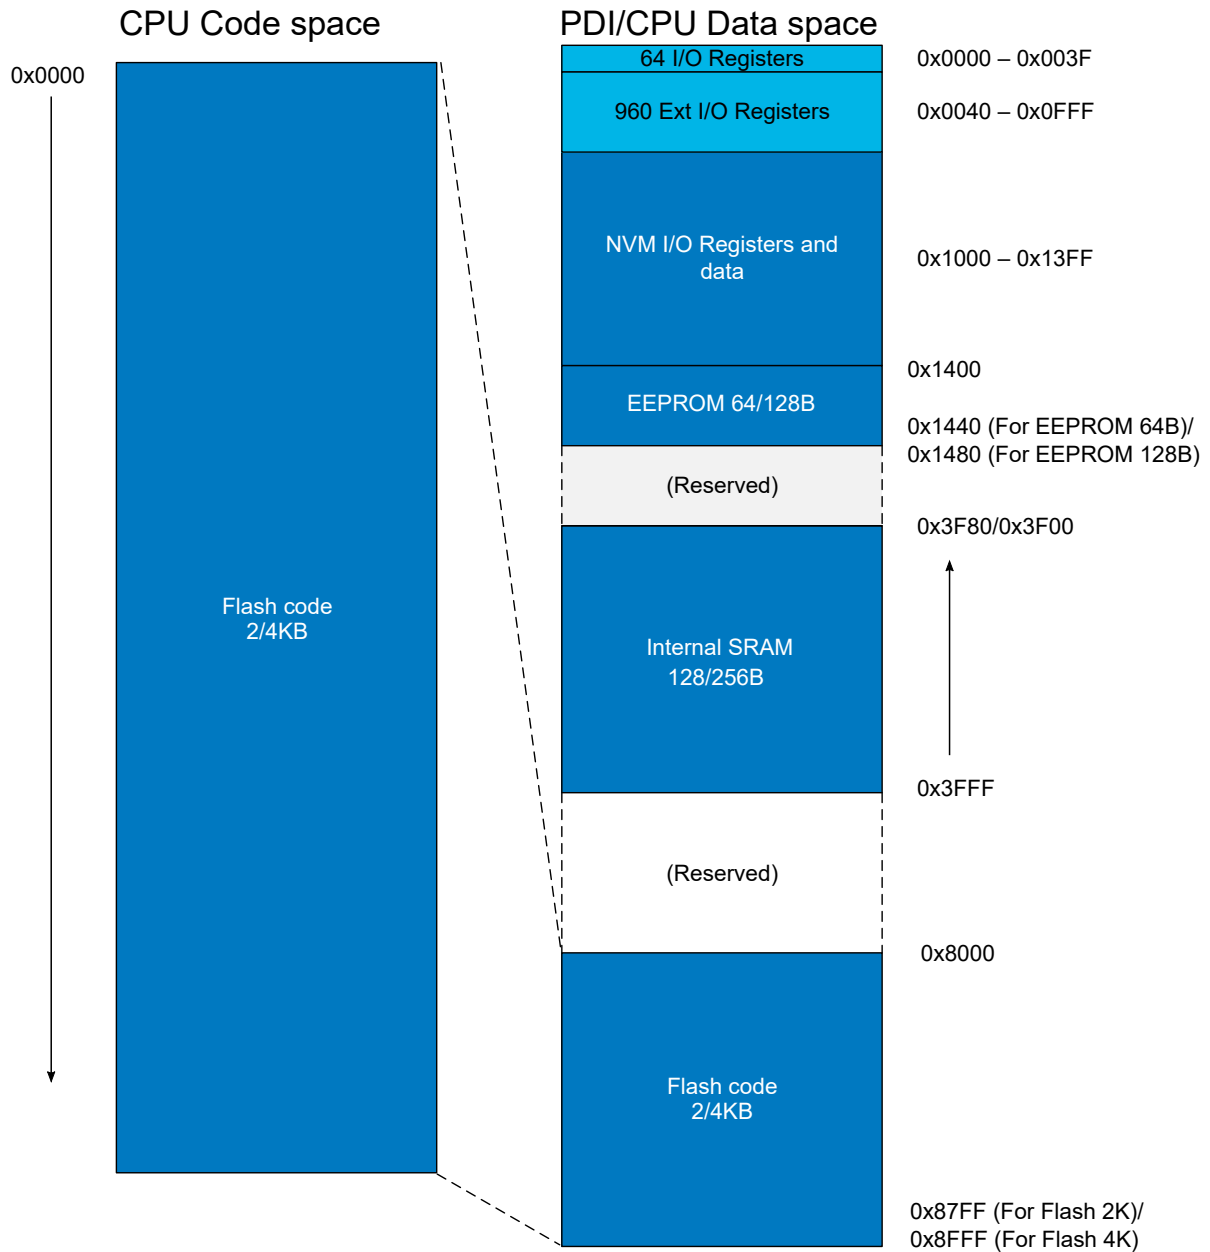 CPU Code space
PDI/CPU Data space
0x0000
64 I/O Registers
0x0000 – 0x003F
960 Ext I/O Registers
0x0040 – 0x0FFF
NVM I/O Registers and
data
0x1000 – 0x13FF
0x1400
EEPROM 64/128B
0x1440 (For EEPROM 64B)/
0x1480 (For EEPROM 128B)
(Reserved)
0x3F80/0x3F00
Flash code
2/4KB
Internal SRAM
128/256B
0x3FFF
(Reserved)
0x8000
Flash code
2/4KB
0x87FF (For Flash 2K)/
0x8FFF (For Flash 4K)